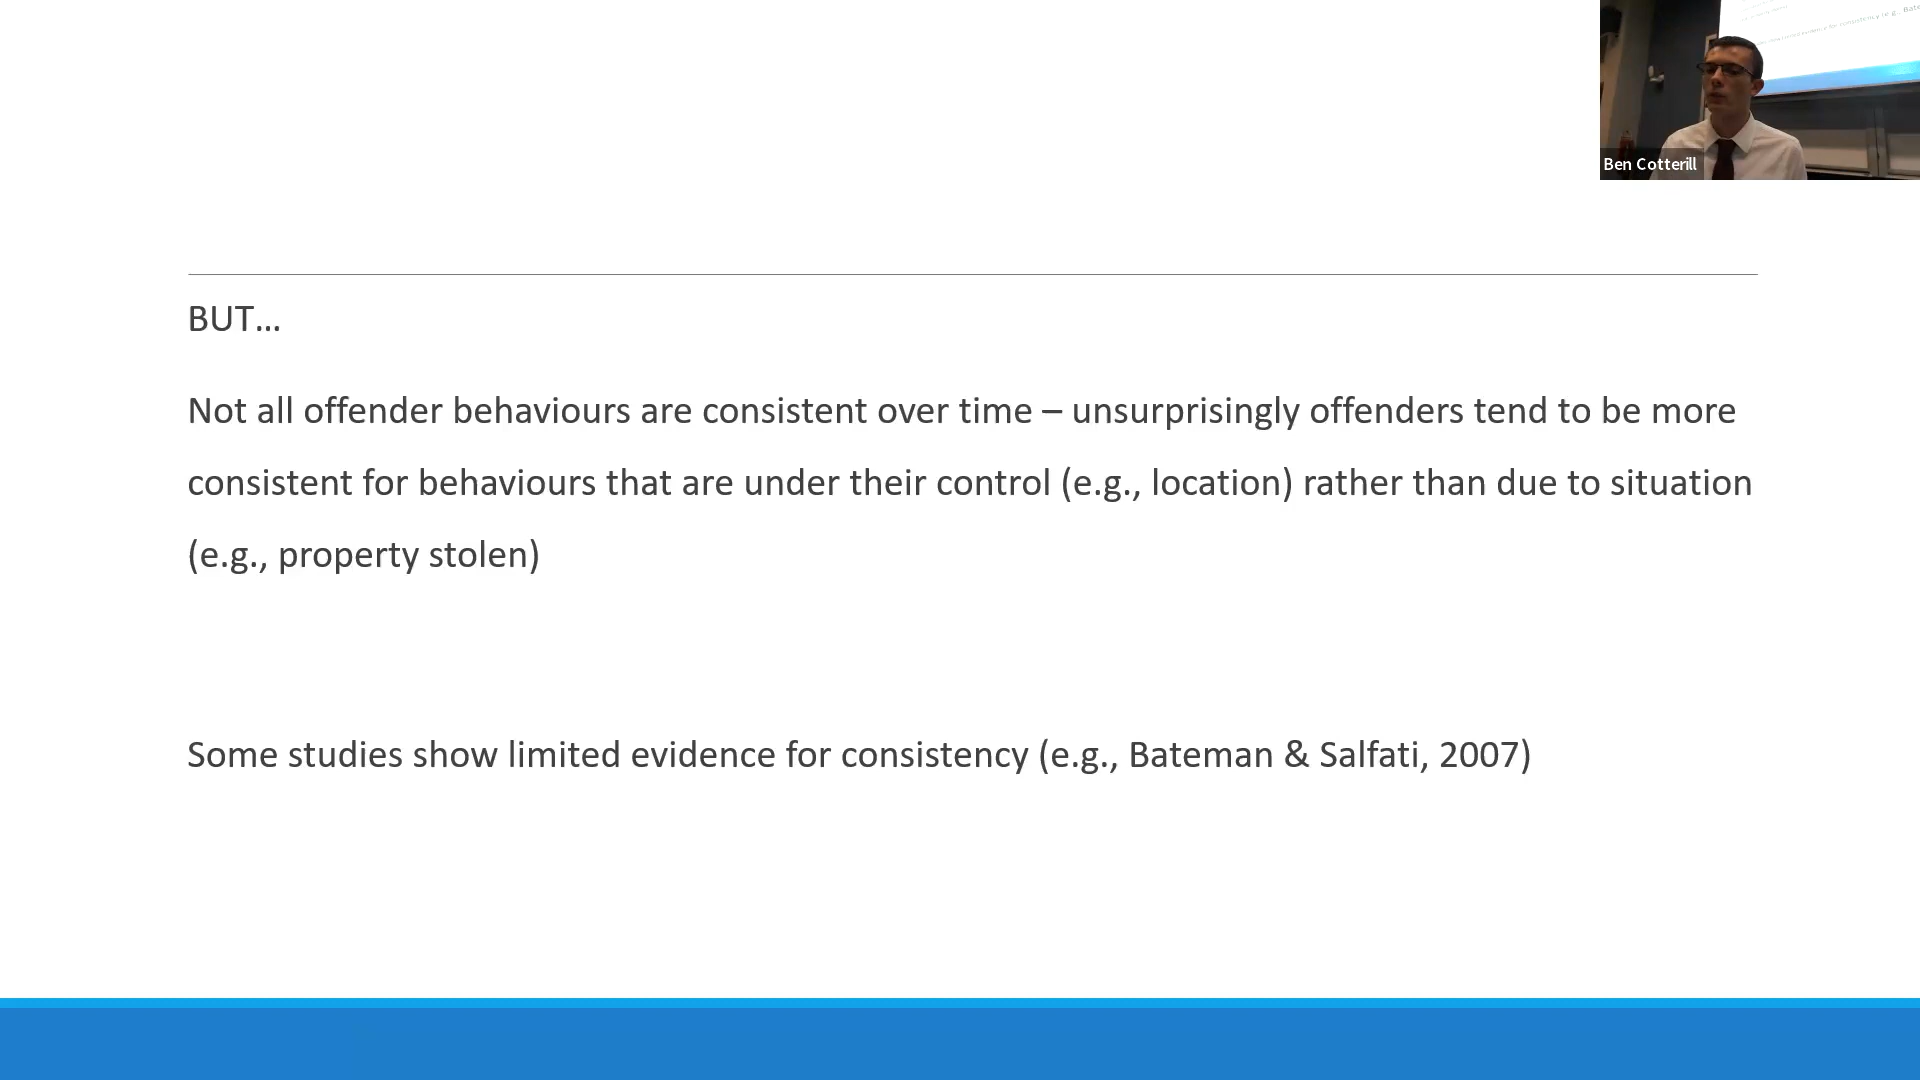 Ben Cotterill
BUT…
Not all offender behaviours are consistent over time – unsurprisingly offenders tend to be more
consistent for behaviours that are under their control (e.g., location) rather than due to situation
(e.g., property stolen)
Some studies show limited evidence for consistency (e.g., Bateman & Salfati, 2007)